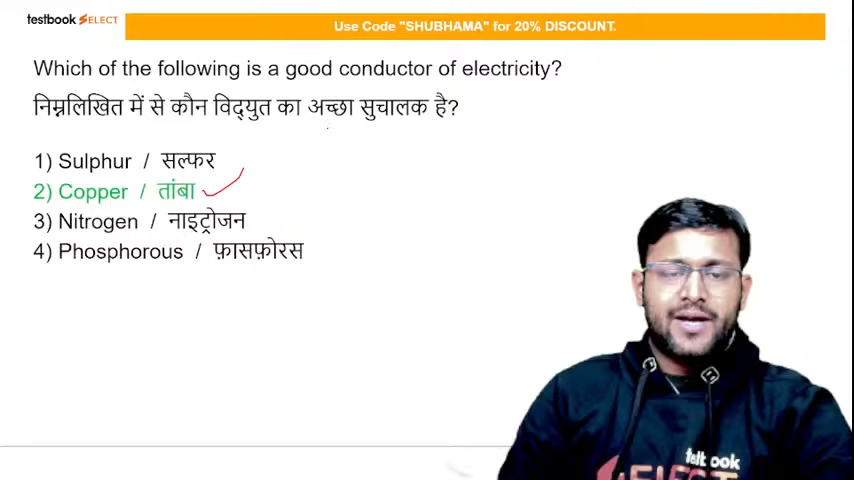 testbook SELECT
Use Code "SHUBHAMA" for 20% DISCOUNT.
Which of the following is a good conductor of electricity?
निम्नलिखित में से कौन विद्युत का अच्छा सुचालक है?
1) Sulphur / सल्फर
2) Copper / तांबा
3) Nitrogen / नाइट्रोजन
4) Phosphorous / फ़ासफ़ोरस
testbook
SELECT